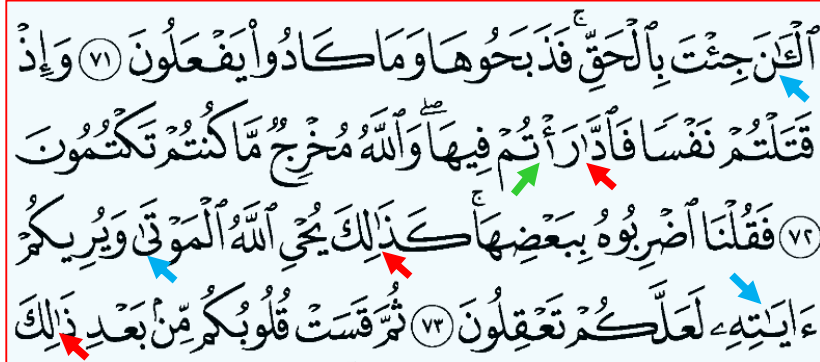 ٱلْـَٰٔنَ جِئْتَ بِٱلْحَقِّ ۚ فَذَبَحُوهَا وَمَا كَادُوا۟ يَفْعَلُونَ ٧١ وَإِذْ
قَتَلْتُمْ نَفْسًا فَٱدَّٰرَْٰٔتُمْ فِيهَا ۖ وَٱللَّهُ مُخْرِجٌ مَّا كُنتُمْ تَكْتُمُونَ
٧٢ فَقُلْنَا ٱضْرِبُوهُ بِبَعْضِهَا ۚ كَذَٰلِكَ يُحْىِ ٱللَّهُ ٱلْمَوْتَىٰ وَيُرِيكُمْ
ءَايَٰتِهِۦ لَعَلَّكُمْ تَعْقِلُونَ ٧٣ ثُمَّ قَسَتْ قُلُوبُكُم مِّنۢ بَعْدِ ذَٰلِكَ